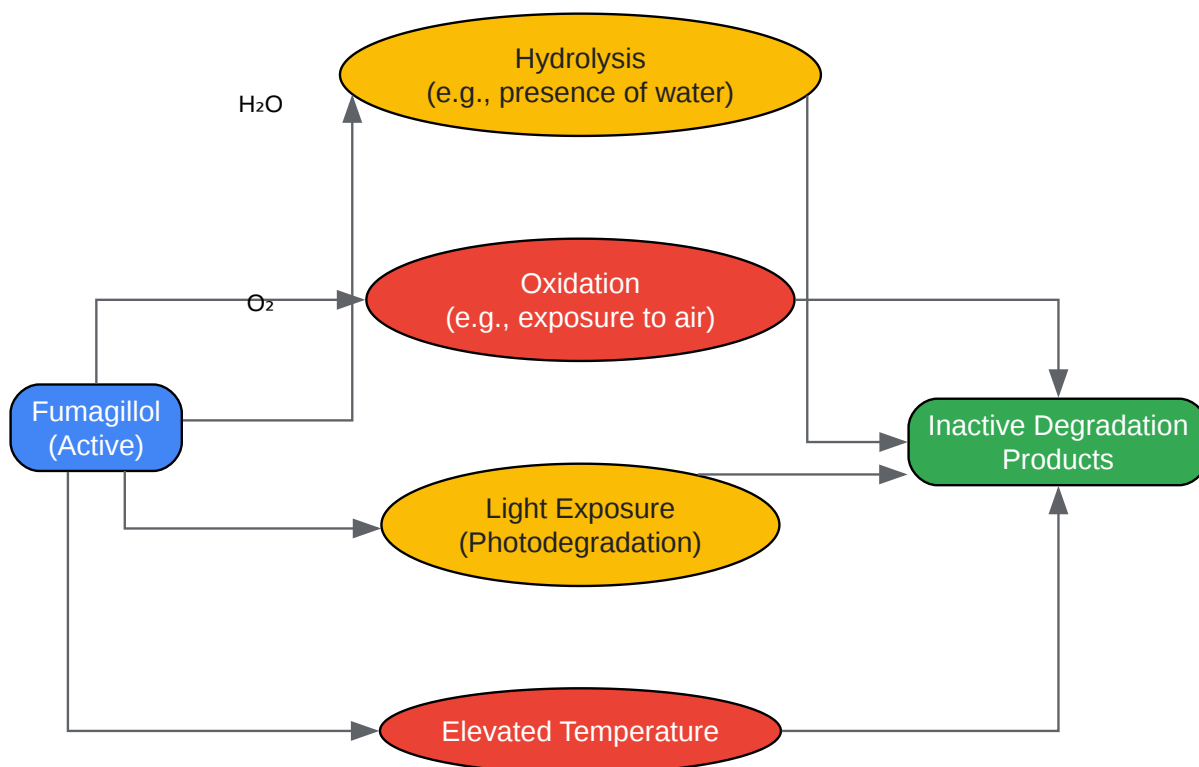 Hydrolysis
(e.g., presence of water)
H₂O
Oxidation
(e.g., exposure to air)
O₂
Fumagillol
(Active)
Inactive Degradation
Products
Light Exposure
(Photodegradation)
Elevated Temperature